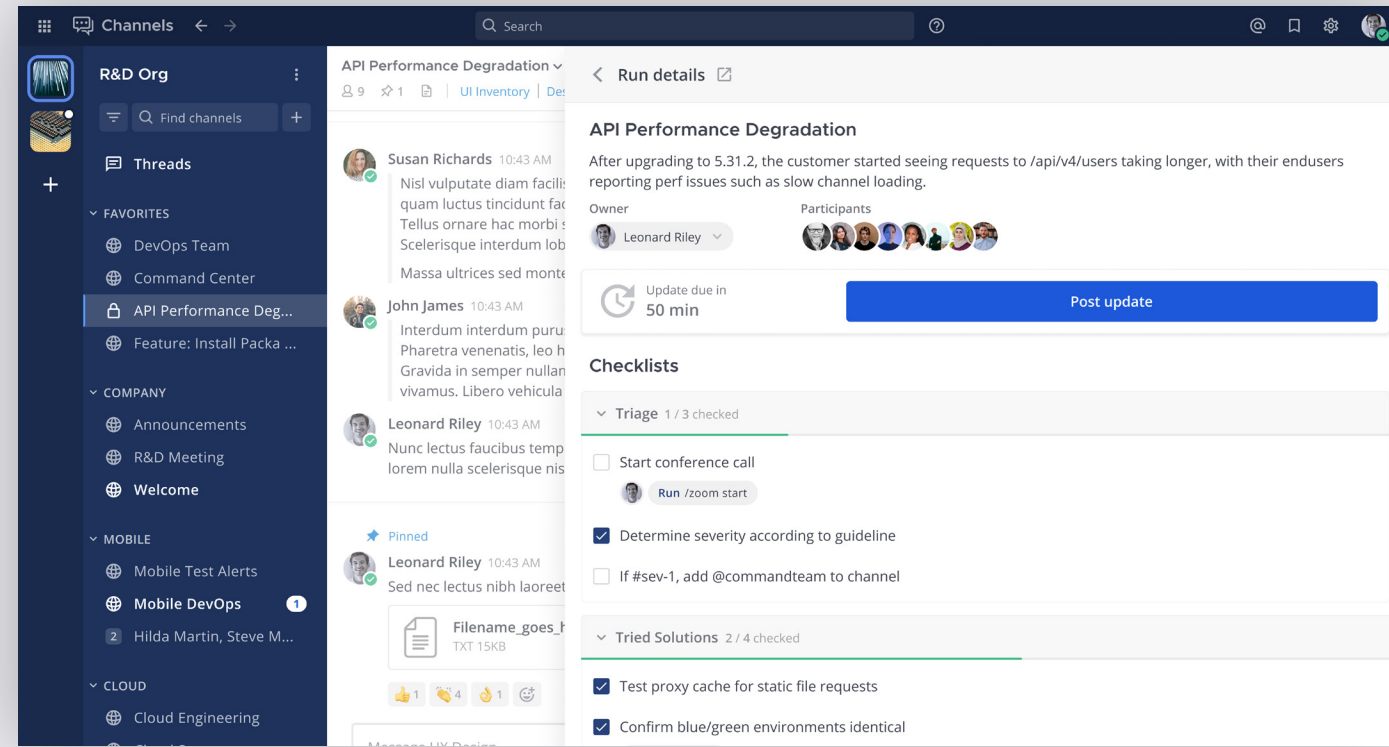 Channels
Search
R&D Org
Find channels
Threads
FAVORITES
DevOps Team
Command Center
API Performance Deg...
Feature: Install Packa ...
COMPANY
Announcements
R&D Meeting
Welcome
MOBILE
Mobile Test Alerts
Mobile DevOps 1
2 Hilda Martin, Steve M...
CLOUD
Cloud Engineering
API Performance Degradation
9 1 UI Inventory
Susan Richards 10:43 AM
Nisl vulputate diam
quam luctus tincidunt
Tellus ornare hac morbi
Scelerisque interdum
Massa ultrices sed
John James 10:43 AM
Interdum interdum
Pharetra venenatis, leo
Gravida in semper
vivamus. Libero vehicula
Leonard Riley 10:43 AM
Nunc lectus faucibus
lorem nulla scelerisque
Pinned
Leonard Riley 10:43 AM
Sed nec lectus nibh laoreet
Filename_goes_
TXT 15KB
1 4 1
Run details
API Performance Degradation
After upgrading to 5.31.2, the customer started seeing requests to /api/v4/users taking longer, with their endusers
reporting perf issues such as slow channel loading.
Owner
Leonard Riley
Participants
Update due in
50 min
Post update
Checklists
Triage 1 / 3 checked
Start conference call
Run /zoom start
Determine severity according to guideline
If #sev-1, add @commandteam to channel
Tried Solutions 2 / 4 checked
Test proxy cache for static file requests
Confirm blue/green environments identical